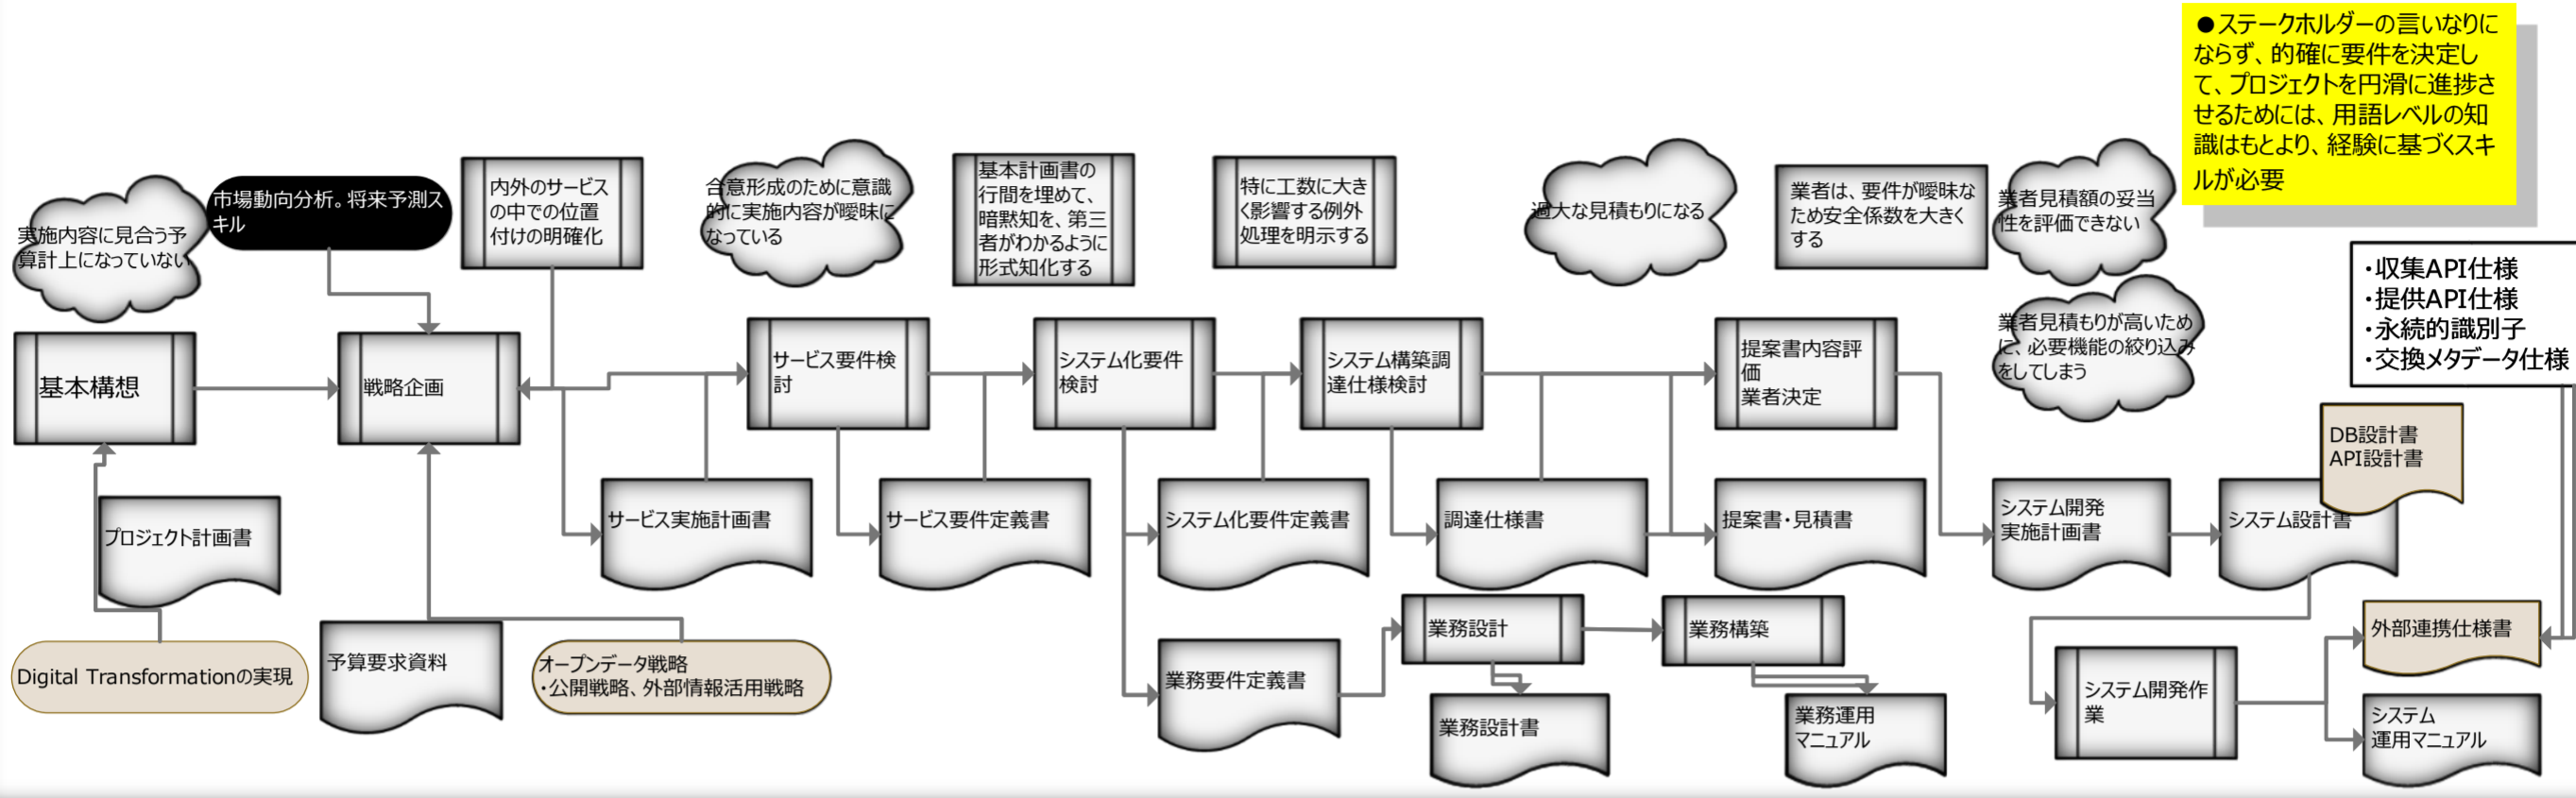 ●ステークホルダーの言いなりに
ならず、的確に要件を決定し
て、プロジェクトを円滑に進捗さ
せるためには、用語レベルの知
識はもとより、経験に基づくスキ
ルが必要
実施内容に見合う予
算計上になっていない
市場動向分析。将来予測ス
キル
内外のサービス
の中での位置
付けの明確化
合意形成のために意識
的に実施内容が曖昧に
なっている
基本計画書の
行間を埋めて、
暗黙知を、第三
者がわかるように
形式知化する
特に工数に大き
く影響する例外
処理を明示する
過大な見積もりになる
業者は、要件が曖昧な
ため安全係数を大きく
する
業者見積額の妥当
性を評価できない
業者見積もりが高いため
に、必要機能の絞り込み
をしてしまう
・収集API仕様
・提供API仕様
・永続的識別子
・交換メタデータ仕様
基本構想
戦略企画
サービス要件検
討
システム化要件
検討
システム構築調
達仕様検討
提案書内容評
価
業者決定
DB設計書
API設計書
プロジェクト計画書
サービス実施計画書
サービス要件定義書
システム化要件定義書
調達仕様書
提案書・見積書
システム開発
実施計画書
システム設計書
Digital Transformationの実現
予算要求資料
オープンデータ戦略
・公開戦略、外部情報活用戦略
業務要件定義書
業務設計
業務構築
業務設計書
業務運用
マニュアル
システム開発作
業
外部連携仕様書
システム
運用マニュアル